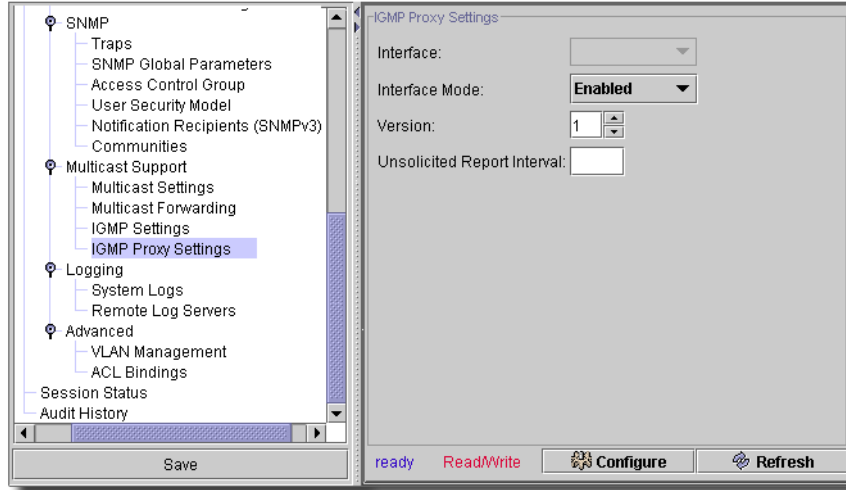 SNMP
Traps
SNMP Global Parameters
Access Control Group
User Security Model
Notification Recipients (SNMPv3)
Communities
Multicast Support
Multicast Settings
Multicast Forwarding
IGMP Settings
IGMP Proxy Settings
Logging
System Logs
Remote Log Servers
Advanced
VLAN Management
ACL Bindings
Session Status
Audit History
Save
IGMP Proxy Settings
Interface:
Interface Mode: Enabled
Version: 1
Unsolicited Report Interval:
ready Read/Write Configure Refresh